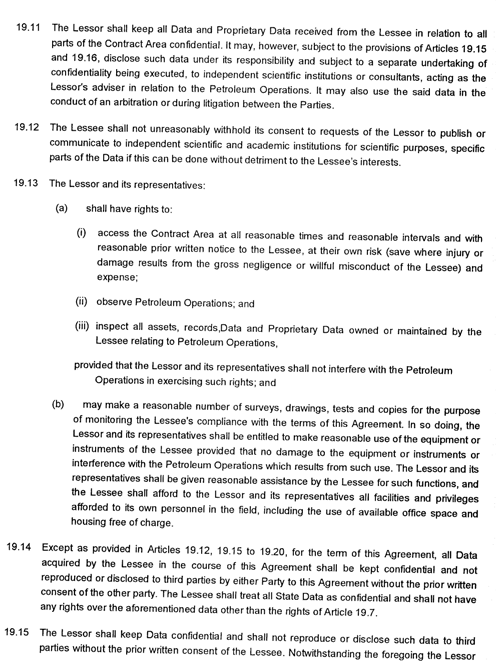 19.11 The Lessor shall keep all Data and Proprietary Data received from the Lessee in relation to all
parts of the Contract Area confidential. It may, however, subject to the provisions of Articles 19.15
and 19.16, disclose such data under its responsibility and subject to a separate undertaking of
confidentiality being executed, to independent scientific institutions or consultants, acting as the
Lessor's adviser in relation to the Petroleum Operations. It may also use the said data in the
conduct of an arbitration or during litigation between the Parties.
19.12 The Lessee shall not unreasonably withhold its consent to requests of the Lessor to publish or
communicate to independent scientific and academic institutions for scientific purposes, specific
parts of the Data if this can be done without detriment to the Lessee's interests.
19.13 The Lessor and its representatives:
(a) shall have rights to:
(i) access the Contract Area at all reasonable times and reasonable intervals and with
reasonable prior written notice to the Lessee, at their own risk (save where injury or
damage results from the gross negligence or willful misconduct of the Lessee) and
expense;
(ii) observe Petroleum Operations; and
(iii) inspect all assets, records,Data and Proprietary Data owned or maintained by the
Lessee relating to Petroleum Operations,
provided that the Lessor and its representatives shall not interfere with the Petroleum
Operations in exercising such rights; and
(b) may make a reasonable number of surveys, drawings, tests and copies for the purpose
of monitoring the Lessee's compliance with the terms of this Agreement. In so doing, the
Lessor and its representatives shall be entitled to make reasonable use of the equipment or
instruments of the Lessee provided that no damage to the equipment or instruments or
interference with the Petroleum Operations which results from such use. The Lessor and its
representatives shall be given reasonable assistance by the Lessee for such functions, and
the Lessee shall afford to the Lessor and its representatives all facilities and privileges
afforded to its own personnel in the field, including the use of available office space and
housing free of charge.
19.14 Except as provided in Articles 19.12, 19.15 to 19.20, for the term of this Agreement, all Data
acquired by the Lessee in the course of this Agreement shall be kept confidential and not
reproduced or disclosed to third parties by either Party to this Agreement without the prior written
consent of the other party. The Lessee shall treat all State Data as confidential and shall not have
any rights over the aforementioned data other than the rights of Article 19.7.
19.15 The Lessor shall keep Data confidential and shall not reproduce or disclose such data to third
parties without the prior written consent of the Lessee. Notwithstanding the foregoing the Lessor